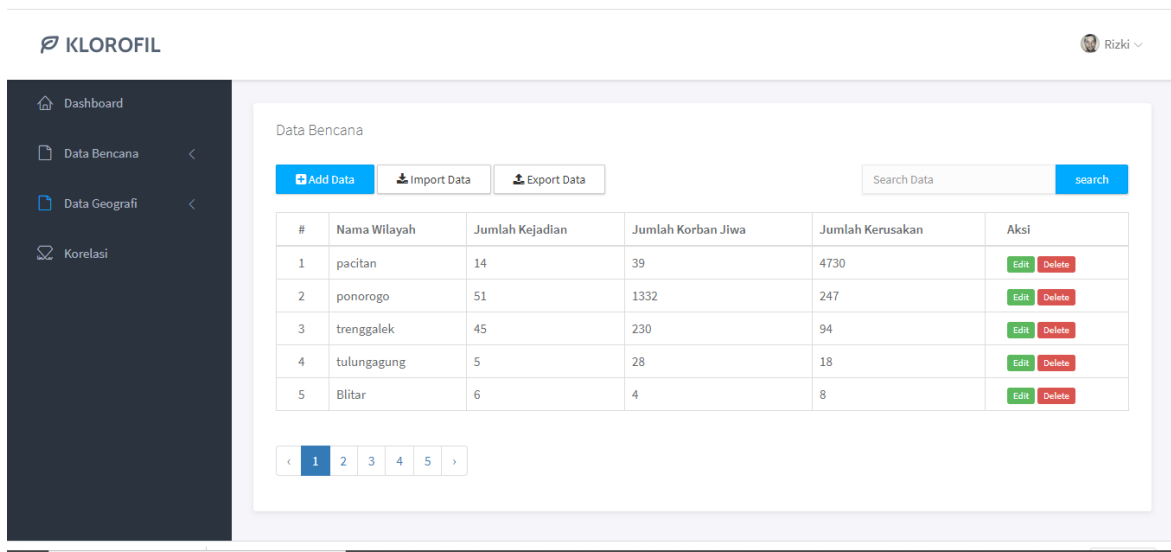 KLOROFIL
Rizki
Dashboard
Data Bencana
Data Geografi
Korelasi
Data Bencana
Add Data Import Data Export Data Search Data search
# Nama Wilayah Jumlah Kejadian Jumlah Korban Jiwa Jumlah Kerusakan Aksi
1 pacitan 14 39 4730 Edit Delete
2 ponorogo 51 1332 247 Edit Delete
3 trenggalek 45 230 94 Edit Delete
4 tulungagung 5 28 18 Edit Delete
5 Blitar 6 4 8 Edit Delete
‹ 1 2 3 4 5 ›